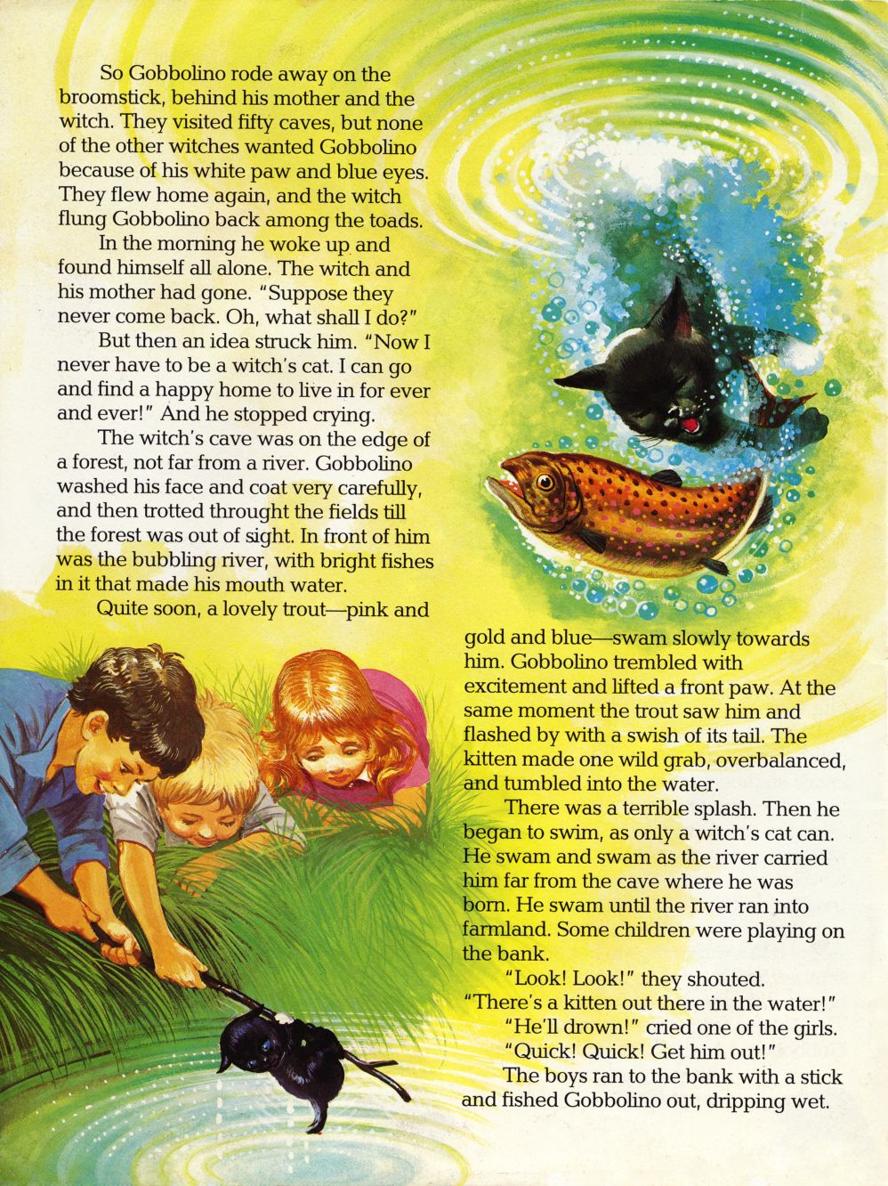 So Gobbolino rode away on the
broomstick, behind his mother and the
witch. They visited fifty caves, but none
of the other witches wanted Gobbolino
because of his white paw and blue eyes.
They flew home again, and the witch
flung Gobbolino back among the toads.
In the morning he woke up and
found himself all alone. The witch and
his mother had gone. “Suppose they
never come back. Oh, what shall I do?”
But then an idea struck him. “Now I
never have to be a witch’s cat. I can go
and find a happy home to live in for ever
and ever!” And he stopped crying.
The witch’s cave was on the edge of
a forest, not far from a river. Gobbolino
washed his face and coat very carefully,
and then trotted throught the fields till
the forest was out of sight. In front of him
was the bubbling river, with bright fishes
in it that made his mouth water.
Quite soon, a lovely trout—pink and
gold and blue—swam slowly towards
him. Gobbolino trembled with
excitement and lifted a front paw. At the
same moment the trout saw him and
flashed by with a swish of its tail. The
kitten made one wild grab, overbalanced,
and tumbled into the water.
There was a terrible splash. Then he
began to swim, as only a witch’s cat can.
He swam and swam as the river carried
him far from the cave where he was
born. He swam until the river ran into
farmland. Some children were playing on
the bank.
“Look! Look!” they shouted.
“There’s a kitten out there in the water!”
“He’ll drown!” cried one of the girls.
“Quick! Quick! Get him out!”
The boys ran to the bank with a stick
and fished Gobbolino out, dripping wet.